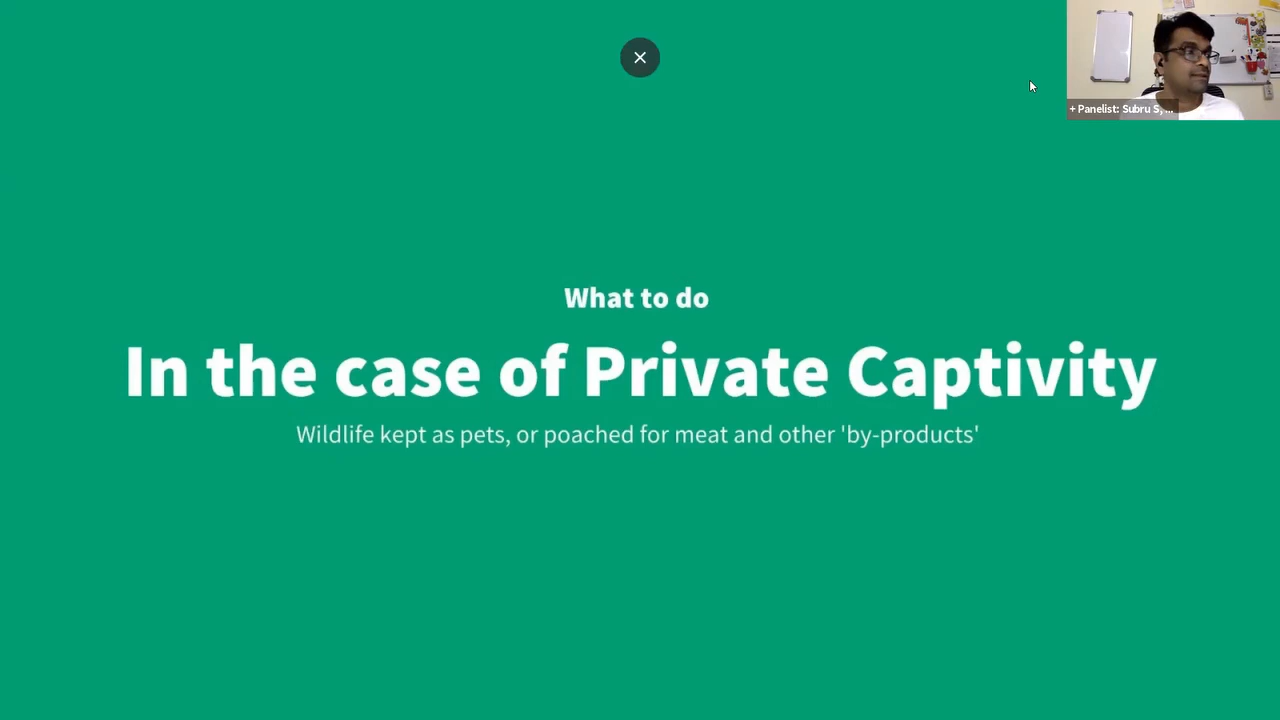 + Panelist: Subru S, ...
What to do
In the case of Private Captivity
Wildlife kept as pets, or poached for meat and other 'by-products'